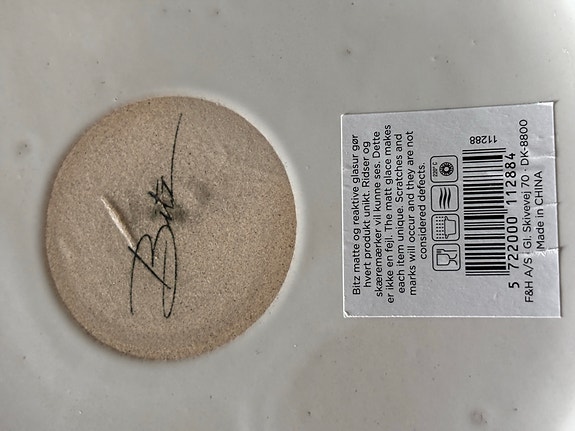 Bitz
Bitz matte og reaktive glasur gør
hvert produkt unikt. Ridser og
skæremærker vil kunne ses. Dette
er ikke en fejl. The matt glace makes
each item unique. Scratches and
marks will occur and they are not
considered defects.
220° C
11288
5 722000 112884
F&H A/S · Gl. Skivevej 70 · DK-8800
Made in CHINA